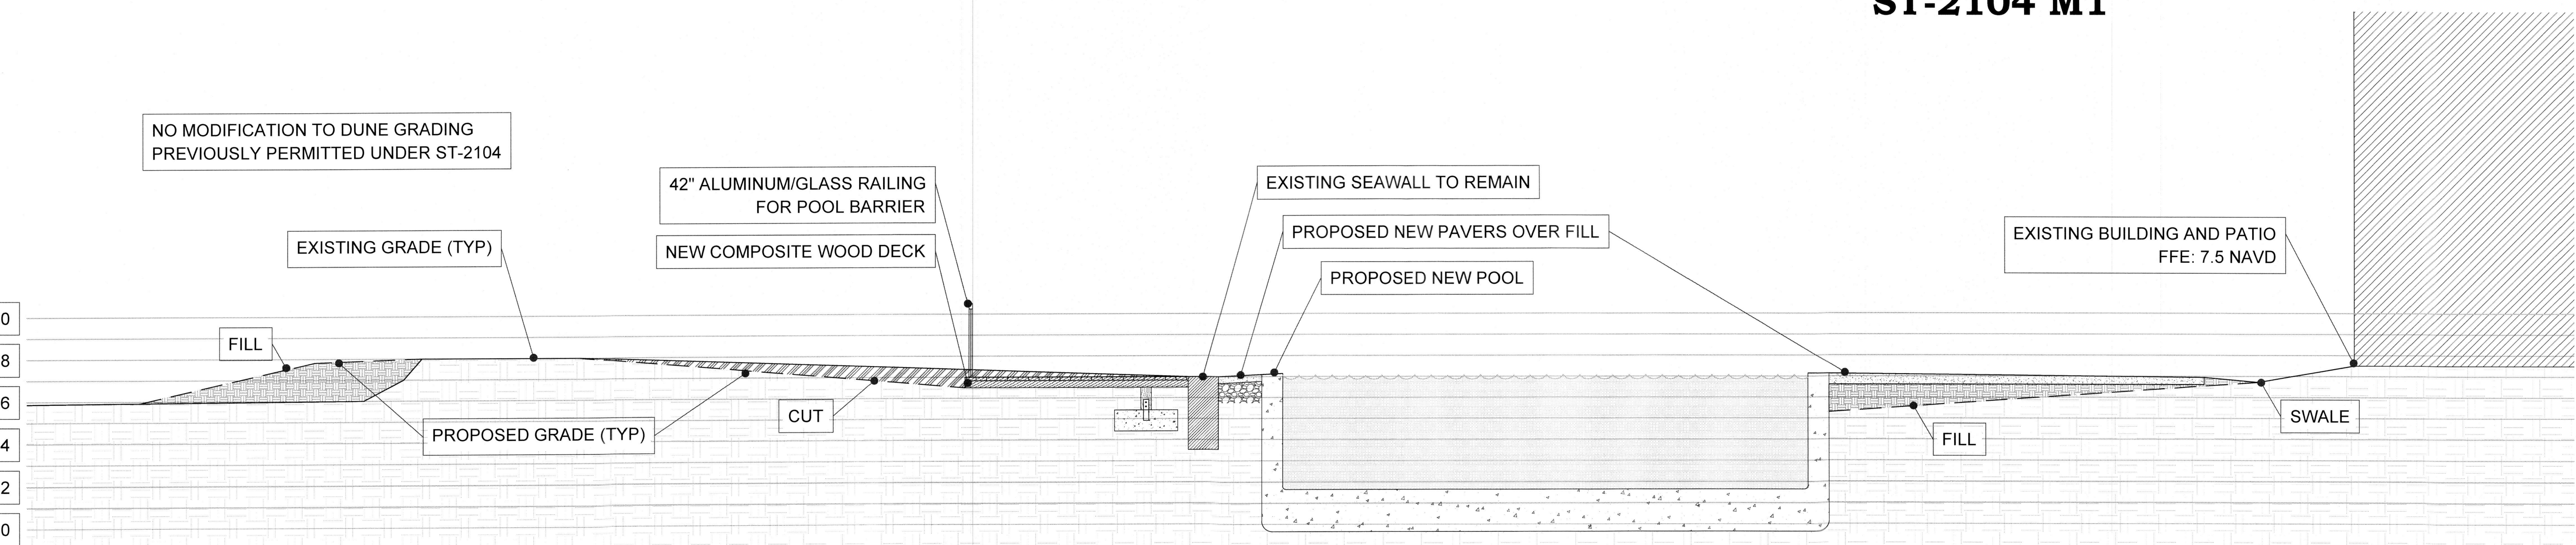 ST-2104 M1
NO MODIFICATION TO DUNE GRADING
PREVIOUSLY PERMITTED UNDER ST-2104
42" ALUMINUM/GLASS RAILING
FOR POOL BARRIER
EXISTING SEAWALL TO REMAIN
PROPOSED NEW PAVERS OVER FILL
EXISTING BUILDING AND PATIO
FFE: 7.5 NAVD
EXISTING GRADE (TYP)
NEW COMPOSITE WOOD DECK
PROPOSED NEW POOL
FILL
PROPOSED GRADE (TYP)
CUT
FILL
SWALE
0
8
6
4
2
0